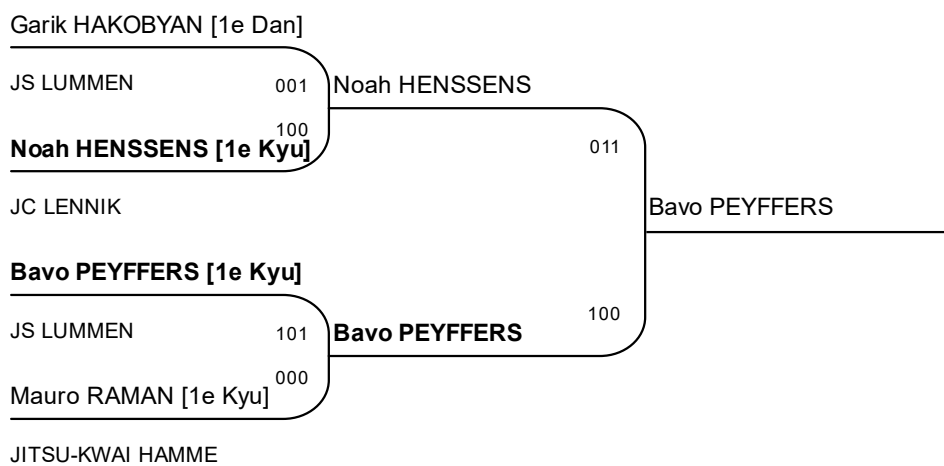 Garik HAKOBYAN [1e Dan]
JS LUMMEN 001 Noah HENSSENS
100
Noah HENSSENS [1e Kyu] 011
JC LENNIK Bavo PEYFFERS
Bavo PEYFFERS [1e Kyu]
100
JS LUMMEN 101 Bavo PEYFFERS
000
Mauro RAMAN [1e Kyu]
JITSU-KWAI HAMME